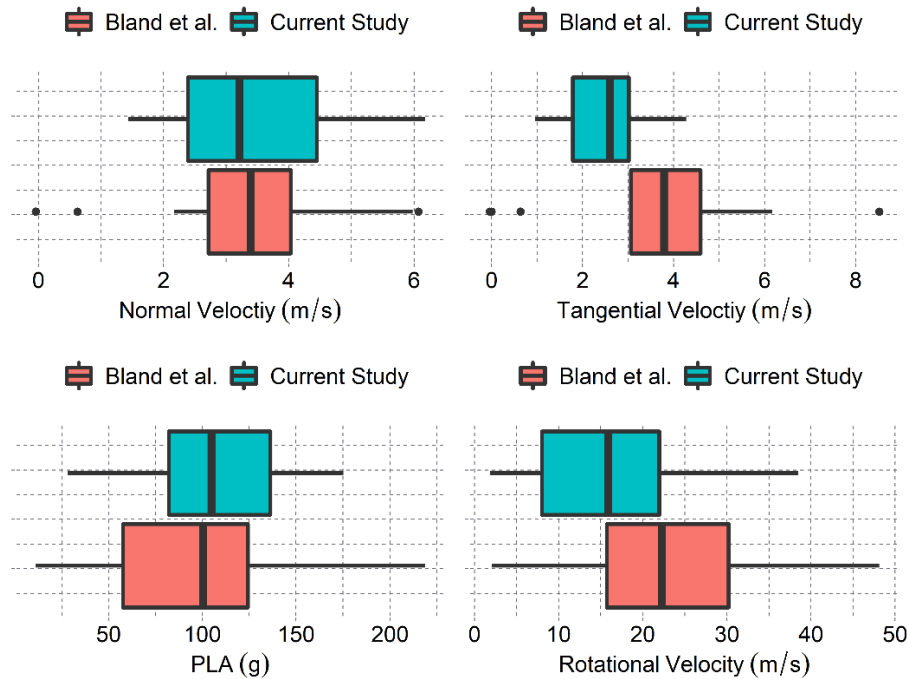 Bland et al. Current Study
0 2 4 6
Normal Veloctiy (m/s)
Bland et al. Current Study
0 2 4 6 8
Tangential Veloctiy (m/s)
Bland et al. Current Study
50 100 150 200
PLA (g)
Bland et al. Current Study
0 10 20 30 40 50
Rotational Velocity (m/s)